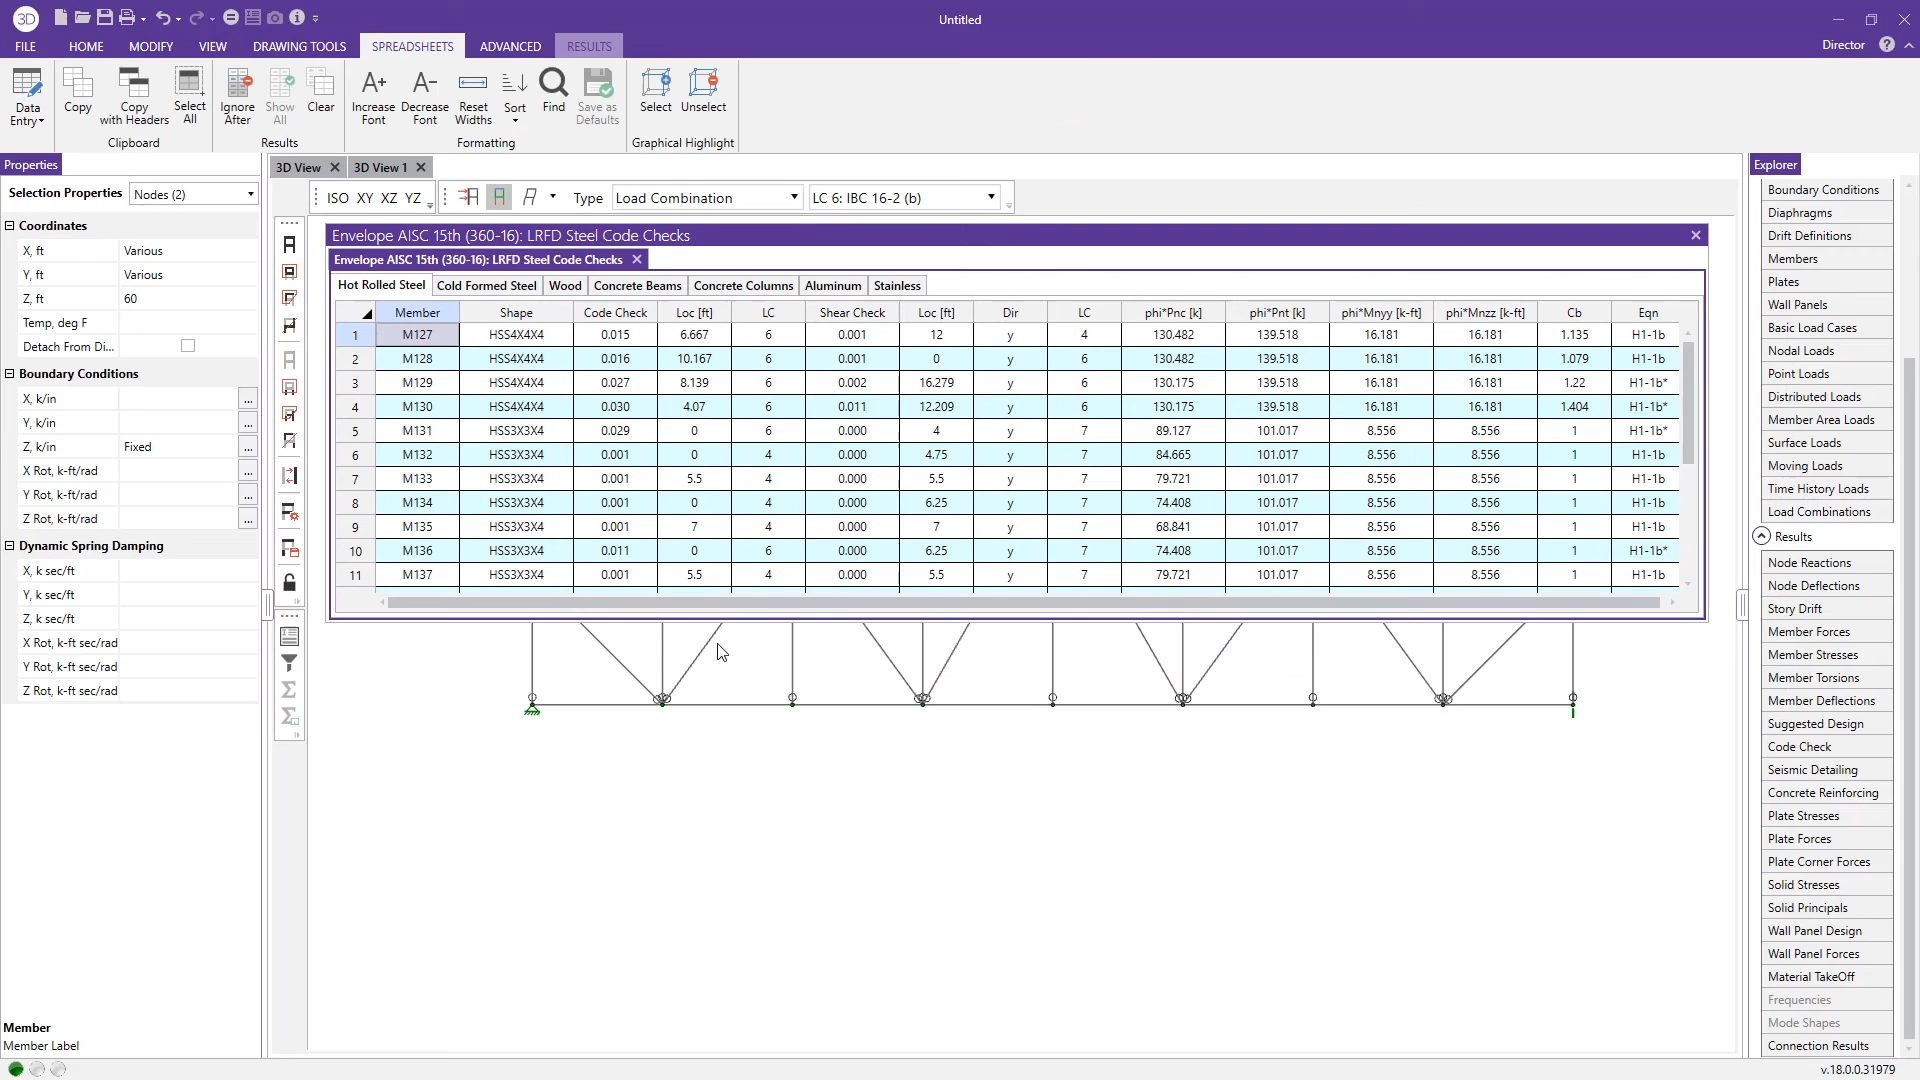 3D
Untitled
FILE HOME MODIFY VIEW DRAWING TOOLS SPREADSHEETS ADVANCED RESULTS Director ?
Data Entry Copy Copy with Headers Select All Ignore After Show All Clear Increase Font Decrease Font Reset Widths Sort Find Save as Defaults Select Unselect
Clipboard Results Formatting Graphical Highlight
Properties
Selection Properties Nodes (2)
Coordinates
X, ft Various
Y, ft Various
Z, ft 60
Temp, deg F
Detach From Di...
Boundary Conditions
X, k/in ...
Y, k/in ...
Z, k/in Fixed ...
X Rot, k-ft/rad ...
Y Rot, k-ft/rad ...
Z Rot, k-ft/rad ...
Dynamic Spring Damping
X, k sec/ft
Y, k sec/ft
Z, k sec/ft
X Rot, k-ft sec/rad
Y Rot, k-ft sec/rad
Z Rot, k-ft sec/rad
Member
Member Label
3D View 3D View 1
ISO XY XZ YZ Type Load Combination LC 6: IBC 16-2 (b)
Envelope AISC 15th (360-16): LRFD Steel Code Checks
Envelope AISC 15th (360-16): LRFD Steel Code Checks
Hot Rolled Steel Cold Formed Steel Wood Concrete Beams Concrete Columns Aluminum Stainless
Member Shape Code Check Loc [ft] LC Shear Check Loc [ft] Dir LC phi*Pnc [k] phi*Pnt [k] phi*Mnyy [k-ft] phi*Mnzz [k-ft] Cb Eqn
1 M127 HSS4X4X4 0.015 6.667 6 0.001 12 y 4 130.482 139.518 16.181 16.181 1.135 H1-1b
2 M128 HSS4X4X4 0.016 10.167 6 0.001 0 y 6 130.482 139.518 16.181 16.181 1.079 H1-1b
3 M129 HSS4X4X4 0.027 8.139 6 0.002 16.279 y 6 130.175 139.518 16.181 16.181 1.22 H1-1b*
4 M130 HSS4X4X4 0.030 4.07 6 0.011 12.209 y 6 130.175 139.518 16.181 16.181 1.404 H1-1b*
5 M131 HSS3X3X4 0.029 0 6 0.000 4 y 7 89.127 101.017 8.556 8.556 1 H1-1b*
6 M132 HSS3X3X4 0.001 0 4 0.000 4.75 y 7 84.665 101.017 8.556 8.556 1 H1-1b
7 M133 HSS3X3X4 0.001 5.5 4 0.000 5.5 y 7 79.721 101.017 8.556 8.556 1 H1-1b
8 M134 HSS3X3X4 0.001 0 4 0.000 6.25 y 7 74.408 101.017 8.556 8.556 1 H1-1b
9 M135 HSS3X3X4 0.001 7 4 0.000 7 y 7 68.841 101.017 8.556 8.556 1 H1-1b
10 M136 HSS3X3X4 0.011 0 6 0.000 6.25 y 7 74.408 101.017 8.556 8.556 1 H1-1b*
11 M137 HSS3X3X4 0.001 5.5 4 0.000 5.5 y 7 79.721 101.017 8.556 8.556 1 H1-1b
Explorer
Boundary Conditions
Diaphragms
Drift Definitions
Members
Plates
Wall Panels
Basic Load Cases
Nodal Loads
Point Loads
Distributed Loads
Member Area Loads
Surface Loads
Moving Loads
Time History Loads
Load Combinations
Results
Node Reactions
Node Deflections
Story Drift
Member Forces
Member Stresses
Member Torsions
Member Deflections
Suggested Design
Code Check
Seismic Detailing
Concrete Reinforcing
Plate Stresses
Plate Forces
Plate Corner Forces
Solid Stresses
Solid Principals
Wall Panel Design
Wall Panel Forces
Material TakeOff
Frequencies
Mode Shapes
Connection Results
v.18.0.0.31979